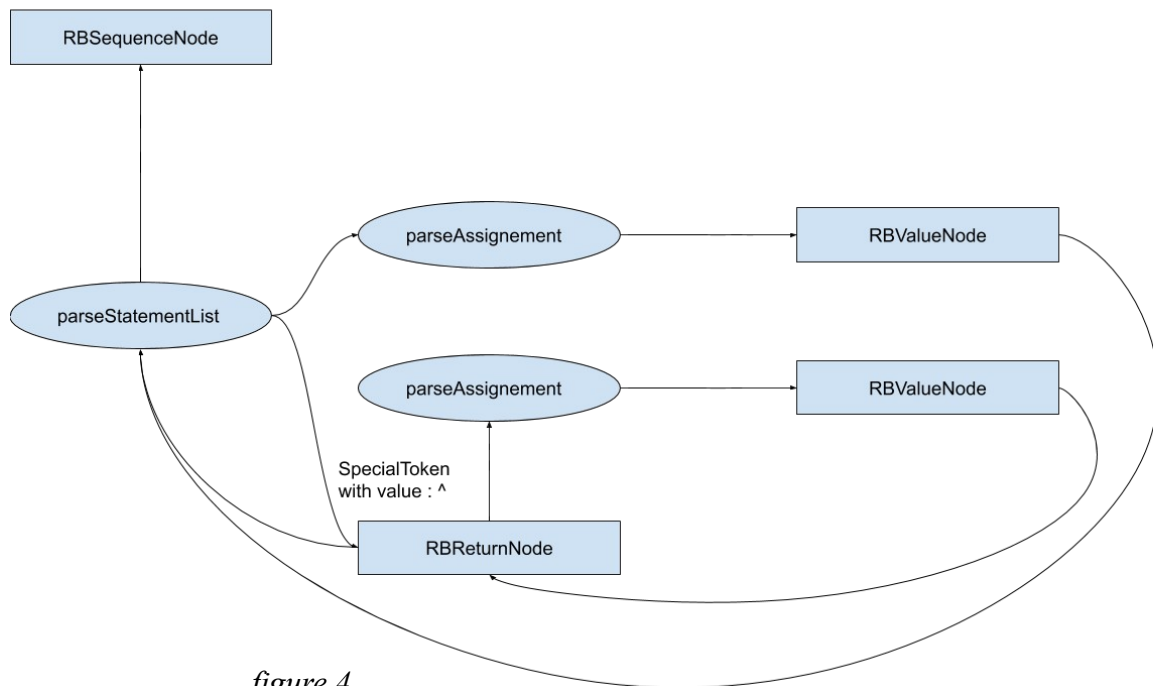 RBSequenceNode
parseAssignement
RBValueNode
parseStatementList
parseAssignement
RBValueNode
SpecialToken
with value : ^
RBReturnNode
figure 4